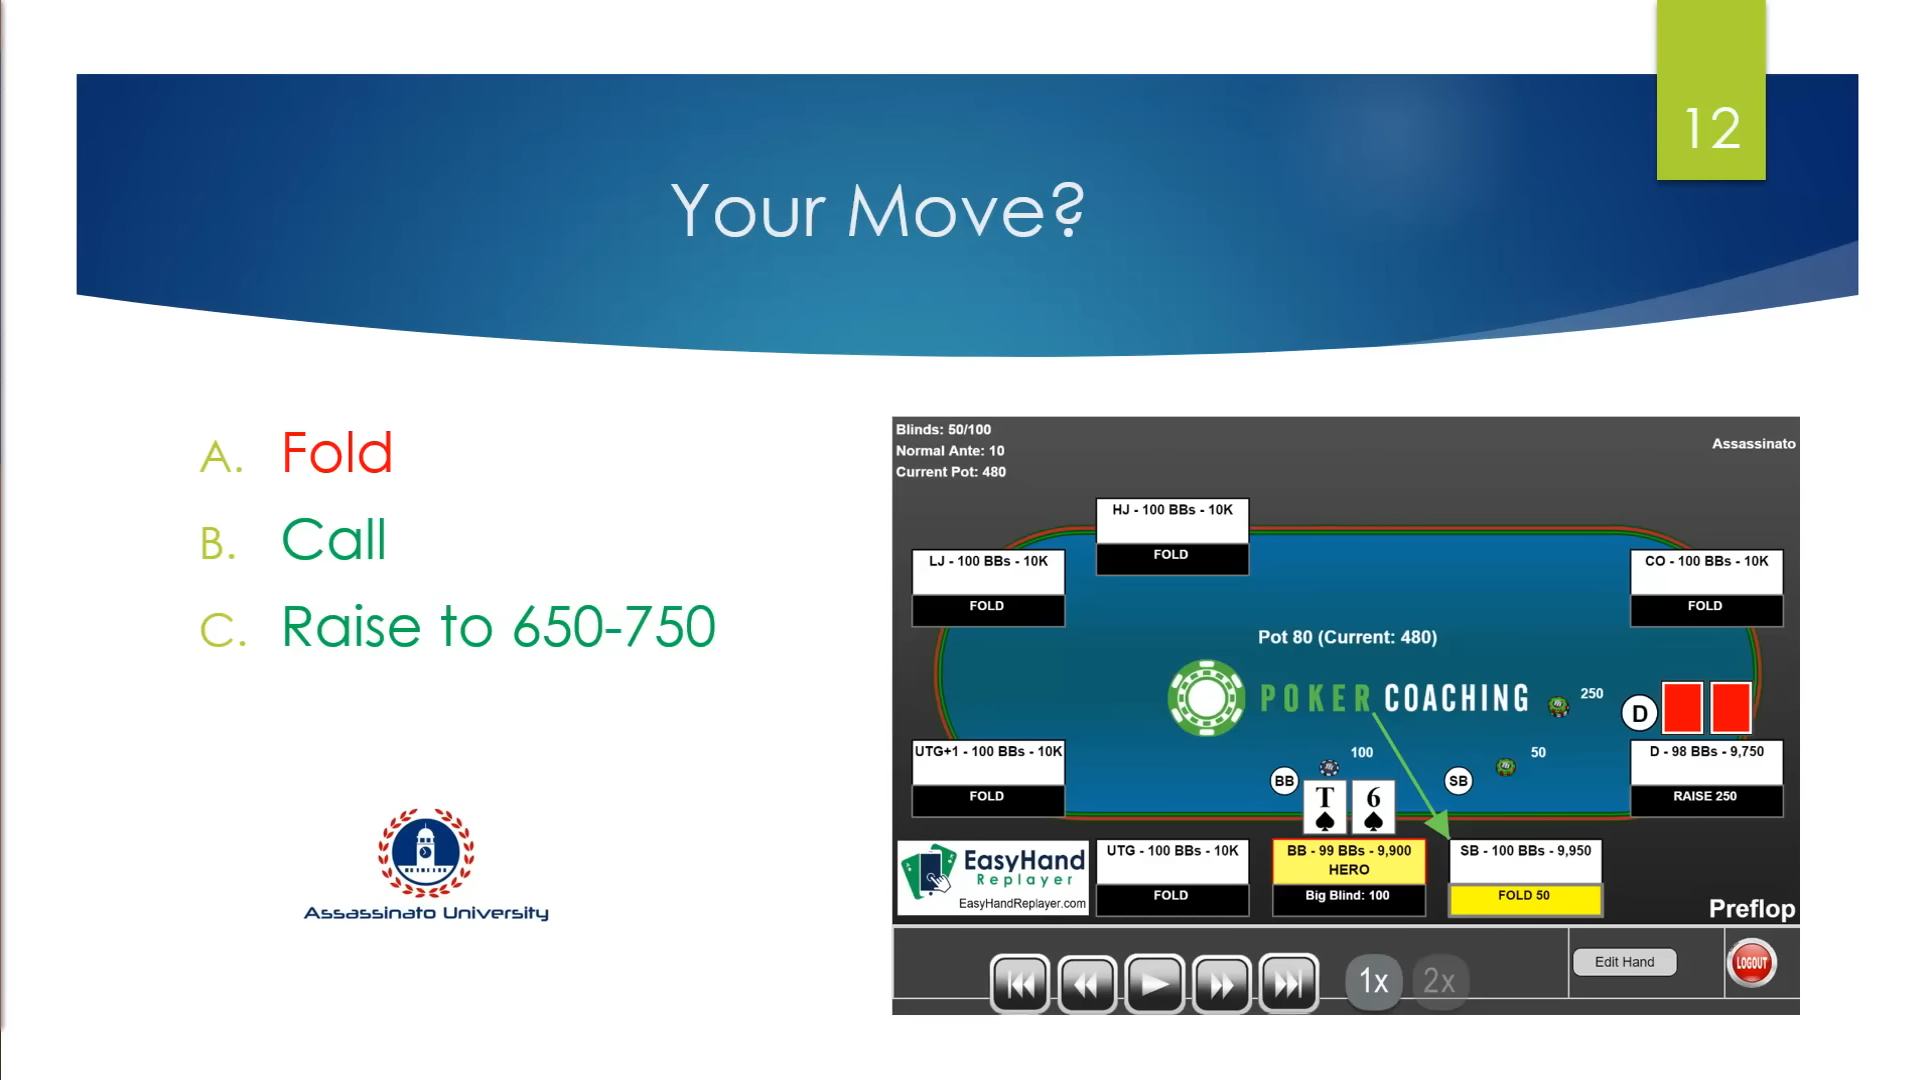 12
Your Move?
A. Fold
B. Call
C. Raise to 650-750
Assassinato University
Blinds: 50/100
Normal Ante: 10
Current Pot: 480
Assassinato
HJ - 100 BBs - 10K
FOLD
LJ - 100 BBs - 10K
FOLD
CO - 100 BBs - 10K
FOLD
Pot 80 (Current: 480)
POKER COACHING
250
D
100
50
BB
SB
T
6
UTG+1 - 100 BBs - 10K
FOLD
D - 98 BBs - 9,750
RAISE 250
EasyHand
Replayer
EasyHandReplayer.com
UTG - 100 BBs - 10K
FOLD
BB - 99 BBs - 9,900
HERO
Big Blind: 100
SB - 100 BBs - 9,950
FOLD 50
Preflop
1x
2x
Edit Hand
LOGOUT